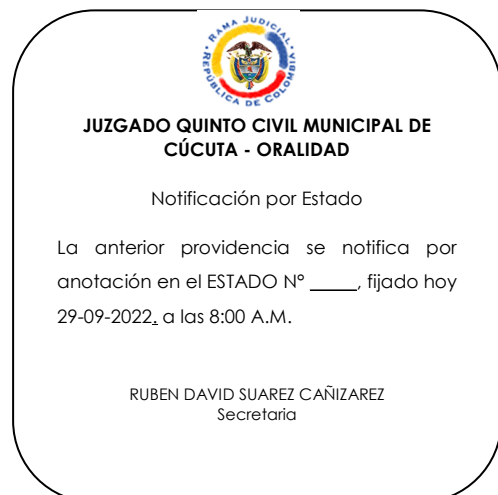 RAMA JUDICIAL
REPÚBLICA DE COLOMBIA
JUZGADO QUINTO CIVIL MUNICIPAL DE
CÚCUTA - ORALIDAD
Notificación por Estado
La anterior providencia se notifica por
anotación en el ESTADO N° _____, fijado hoy
29-09-2022. a las 8:00 A.M.
RUBEN DAVID SUAREZ CAÑIZAREZ
Secretaria